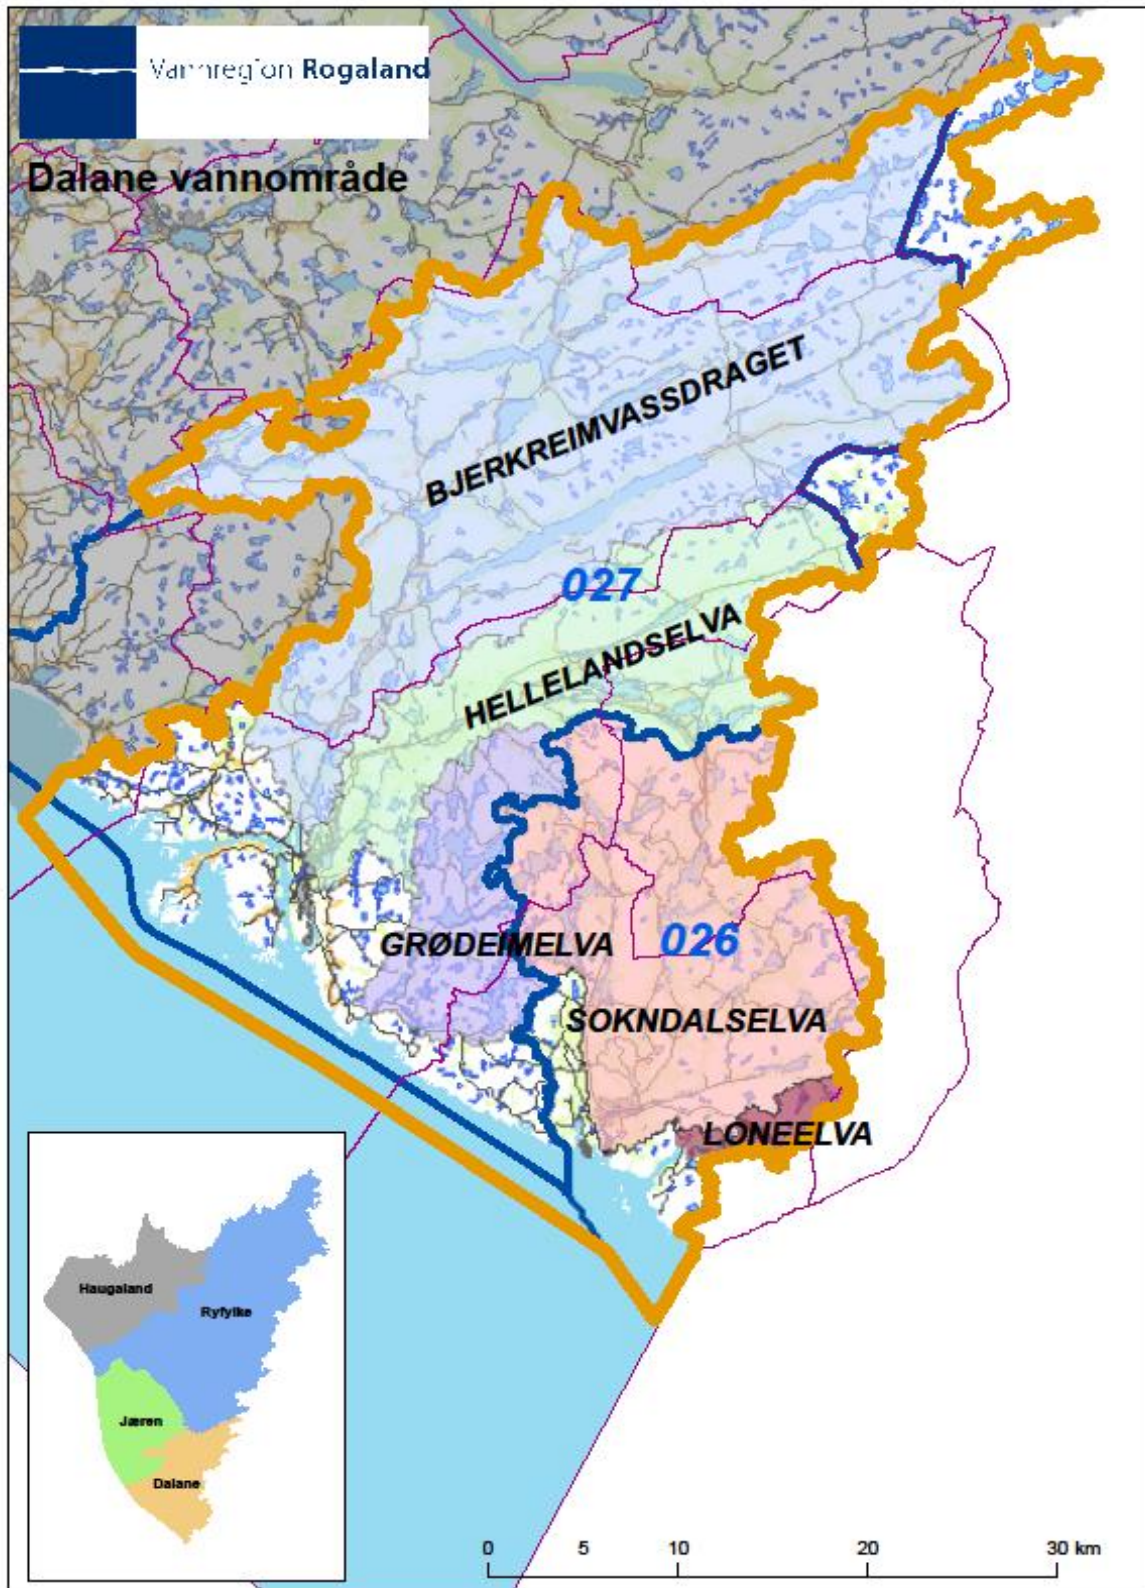 Vannregion Rogaland
Dalane vannområde
BJERKREIMVASSDRAGET
027
HELLELANDSELVA
GRØDEIMELVA
026
SOKNDALSELVA
LONEELVA
Haugaland
Ryfylke
Jæren
Dalane
0 5 10 20 30 km